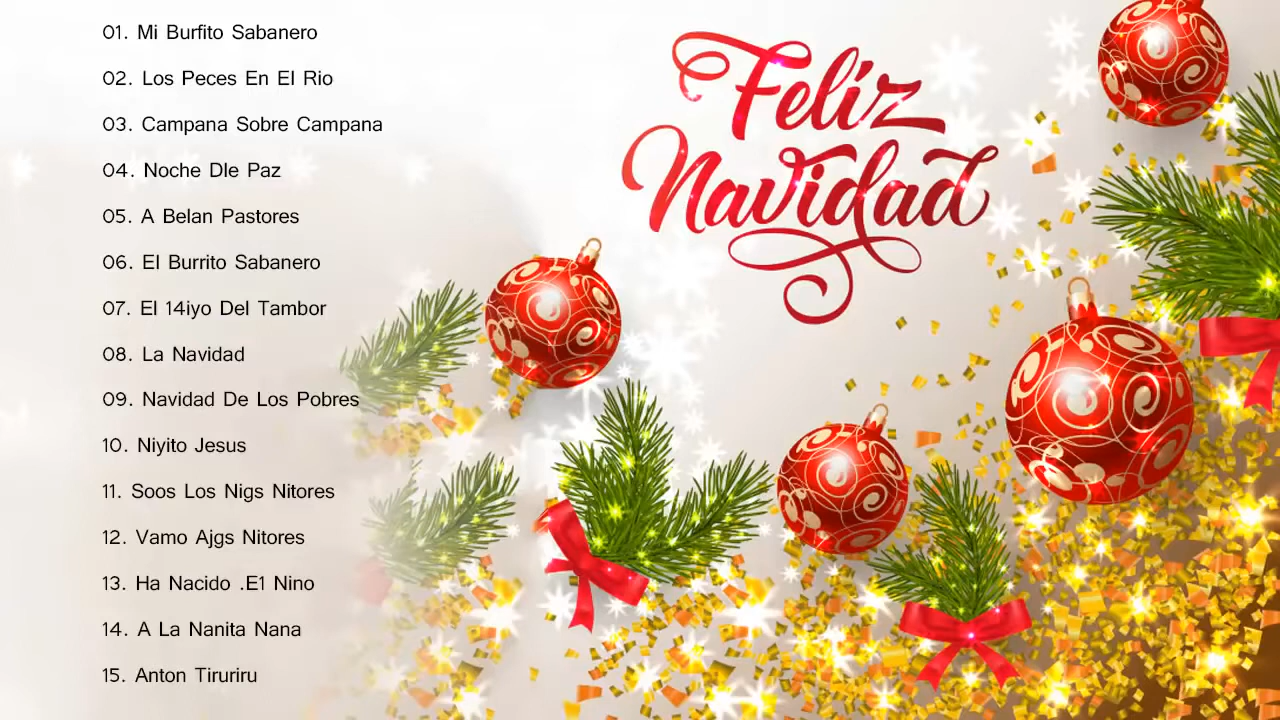 01. Mi Burfito Sabanero
02. Los Peces En El Rio
03. Campana Sobre Campana
04. Noche Dle Paz
05. A Belan Pastores
06. El Burrito Sabanero
07. El 14iyo Del Tambor
08. La Navidad
09. Navidad De Los Pobres
10. Niyito Jesus
11. Soos Los Nigs Nitores
12. Vamo Ajgs Nitores
13. Ha Nacido .E1 Nino
14. A La Nanita Nana
15. Anton Tiruriru
Feliz
Navidad